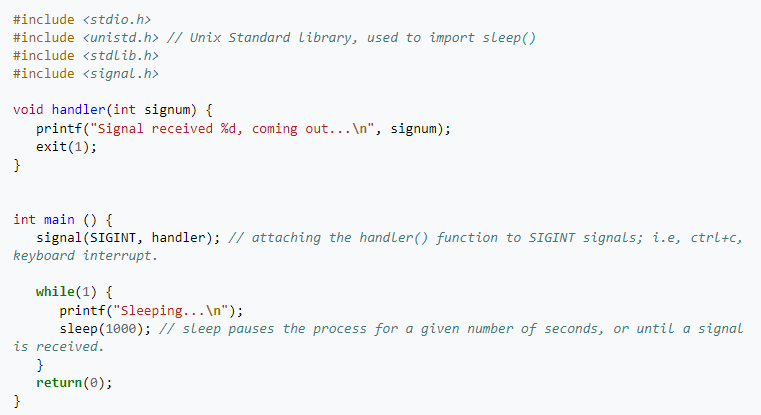 #include <stdio.h>
#include <unistd.h> // Unix Standard library, used to import sleep()
#include <stdlib.h>
#include <signal.h>
void handler(int signum) {
printf("Signal received %d, coming out...\n", signum);
exit(1);
}
int main () {
signal(SIGINT, handler); // attaching the handler() function to SIGINT signals; i.e, ctrl+c,
keyboard interrupt.
while(1) {
printf("Sleeping...\n");
sleep(1000); // sleep pauses the process for a given number of seconds, or until a signal
is received.
}
return(0);
}